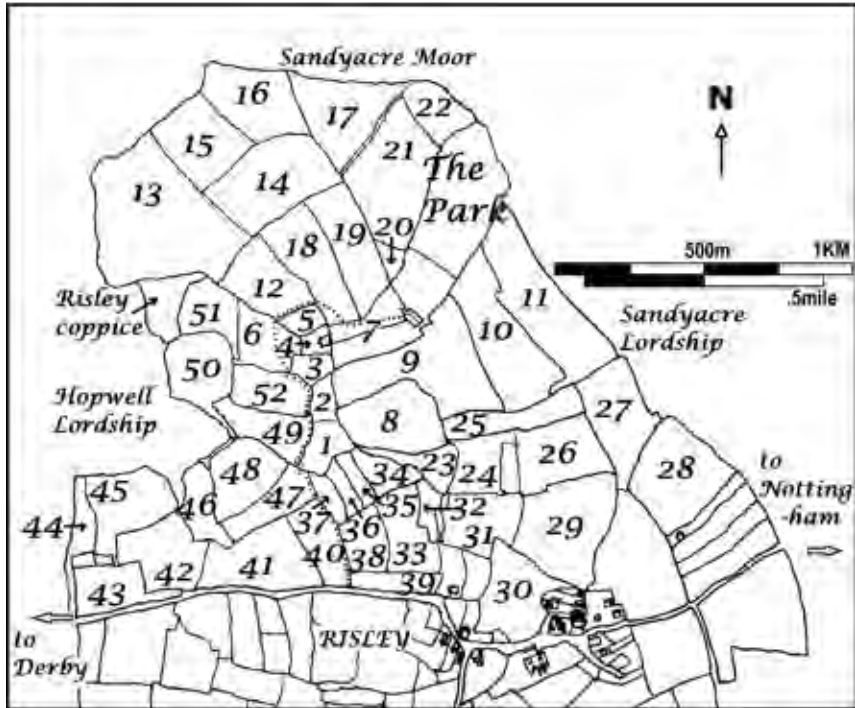 Sandyacre Moor
16
17
22
N
15
21
The
Park
13
14
20
18
19
500m 1KM
.5mile
12
11
Risley
coppice
51
6
5
7
10
Sandyacre
Lordship
4
3
9
50
52
2
27
Hopwell
Lordship
8
25
49
1
26
28
48
34
23
24
to
Notting
-ham
45
46
47
35
32
44
37
36
31
29
40
38
33
42
41
43
39
30
to
Derby
RISLEY